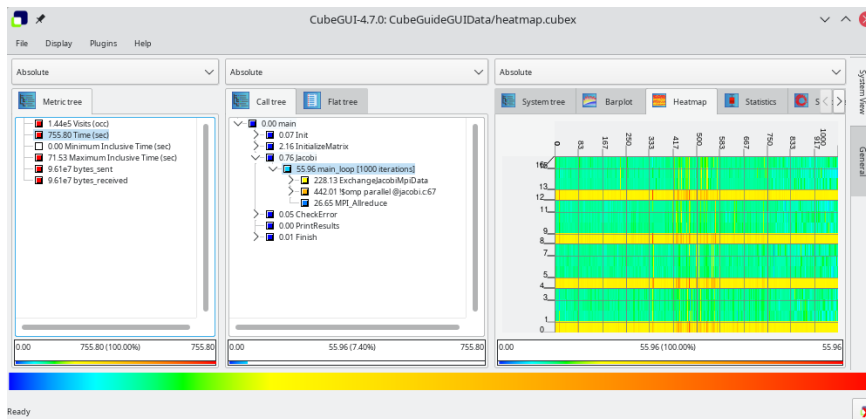 CubeGUI-4.7.0: CubeGuideGUIData/heatmap.cubex
File Display Plugins Help
Absolute
Metric tree
1.44e5 Visits (occ)
755.80 Time (sec)
0.00 Minimum Inclusive Time (sec)
71.53 Maximum Inclusive Time (sec)
9.61e7 bytes_sent
9.61e7 bytes_received
0.00 755.80 (100.00%) 755.80
Absolute
Call tree Flat tree
0.00 main
0.07 Init
2.16 InitializeMatrix
0.76 Jacobi
55.96 main_loop [1000 iterations]
228.13 ExchangeJacobiMpiData
442.01 !$omp parallel @jacobi.c:67
26.65 MPI_Allreduce
0.05 CheckError
0.00 PrintResults
0.01 Finish
0.00 55.96 (7.40%) 755.80
Absolute
System tree Barplot Heatmap Statistics S
0 83 167 250 333 417 500 583 667 750 833 917 1000
13
12
11
9
8
7
5
4
3
1
0
0.00 55.96 (100.00%) 55.96
System View
General
Ready